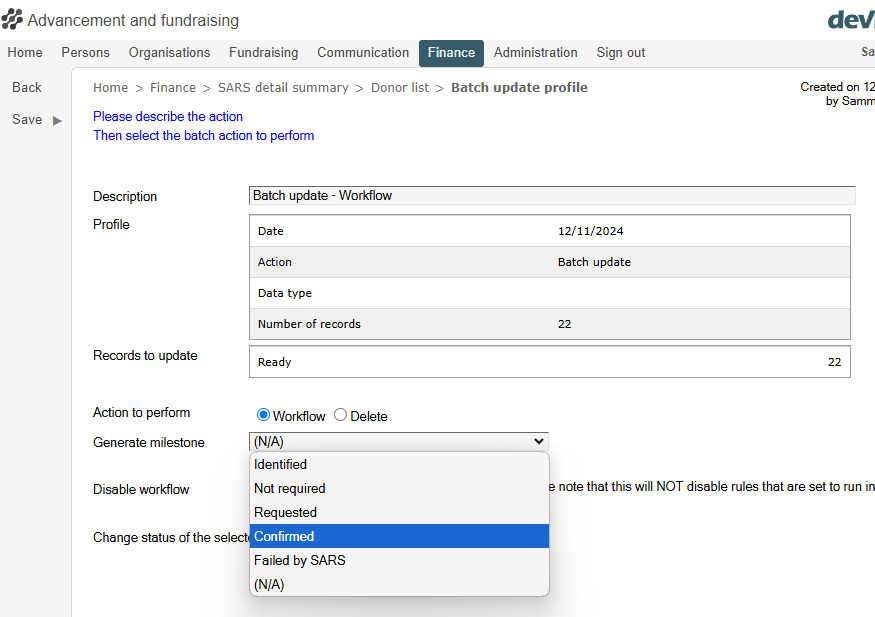 Advancement and fundraising
Home Persons Organisations Fundraising Communication Finance Administration Sign out
Back
Home > Finance > SARS detail summary > Donor list > Batch update profile
Created on 12
by Samm
Save
Please describe the action
Then select the batch action to perform
Description Batch update - Workflow
Profile
Date 12/11/2024
Action Batch update
Data type
Number of records 22
Records to update
Ready 22
Action to perform Workflow Delete
Generate milestone (N/A)
Identified
Not required
Disable workflow e note that this will NOT disable rules that are set to run in
Requested
Change status of the selecte
Confirmed
Failed by SARS
(N/A)